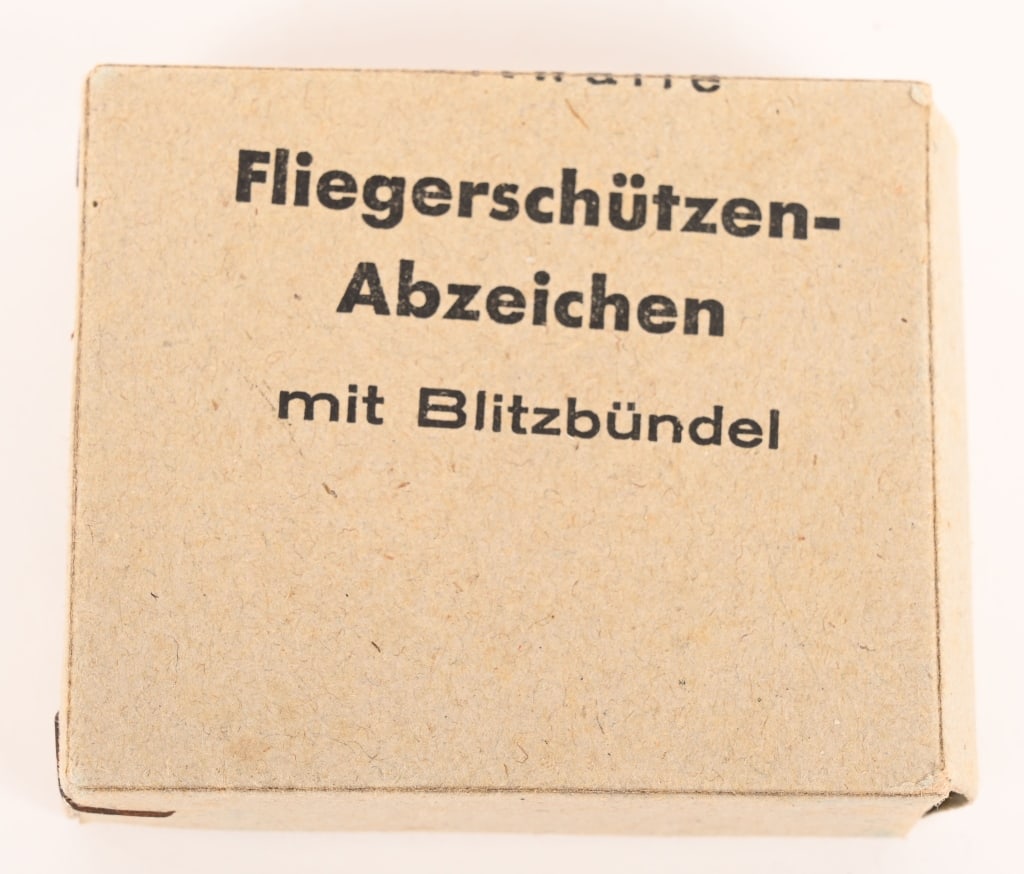 Fliegerschützen-
Abzeichen
mit Blitzbündel